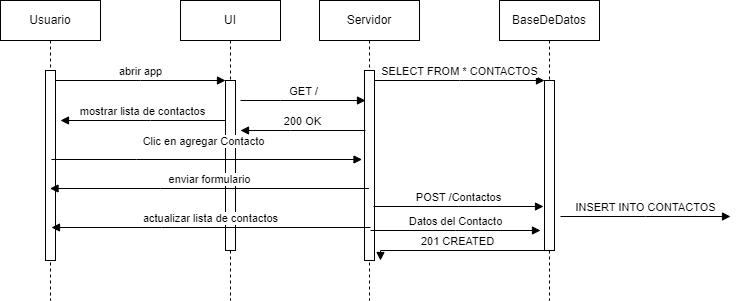 Usuario
UI
Servidor
BaseDeDatos
abrir app
SELECT FROM * CONTACTOS
GET /
mostrar lista de contactos
200 OK
Clic en agregar Contacto
enviar formulario
POST /Contactos
INSERT INTO CONTACTOS
actualizar lista de contactos
Datos del Contacto
201 CREATED